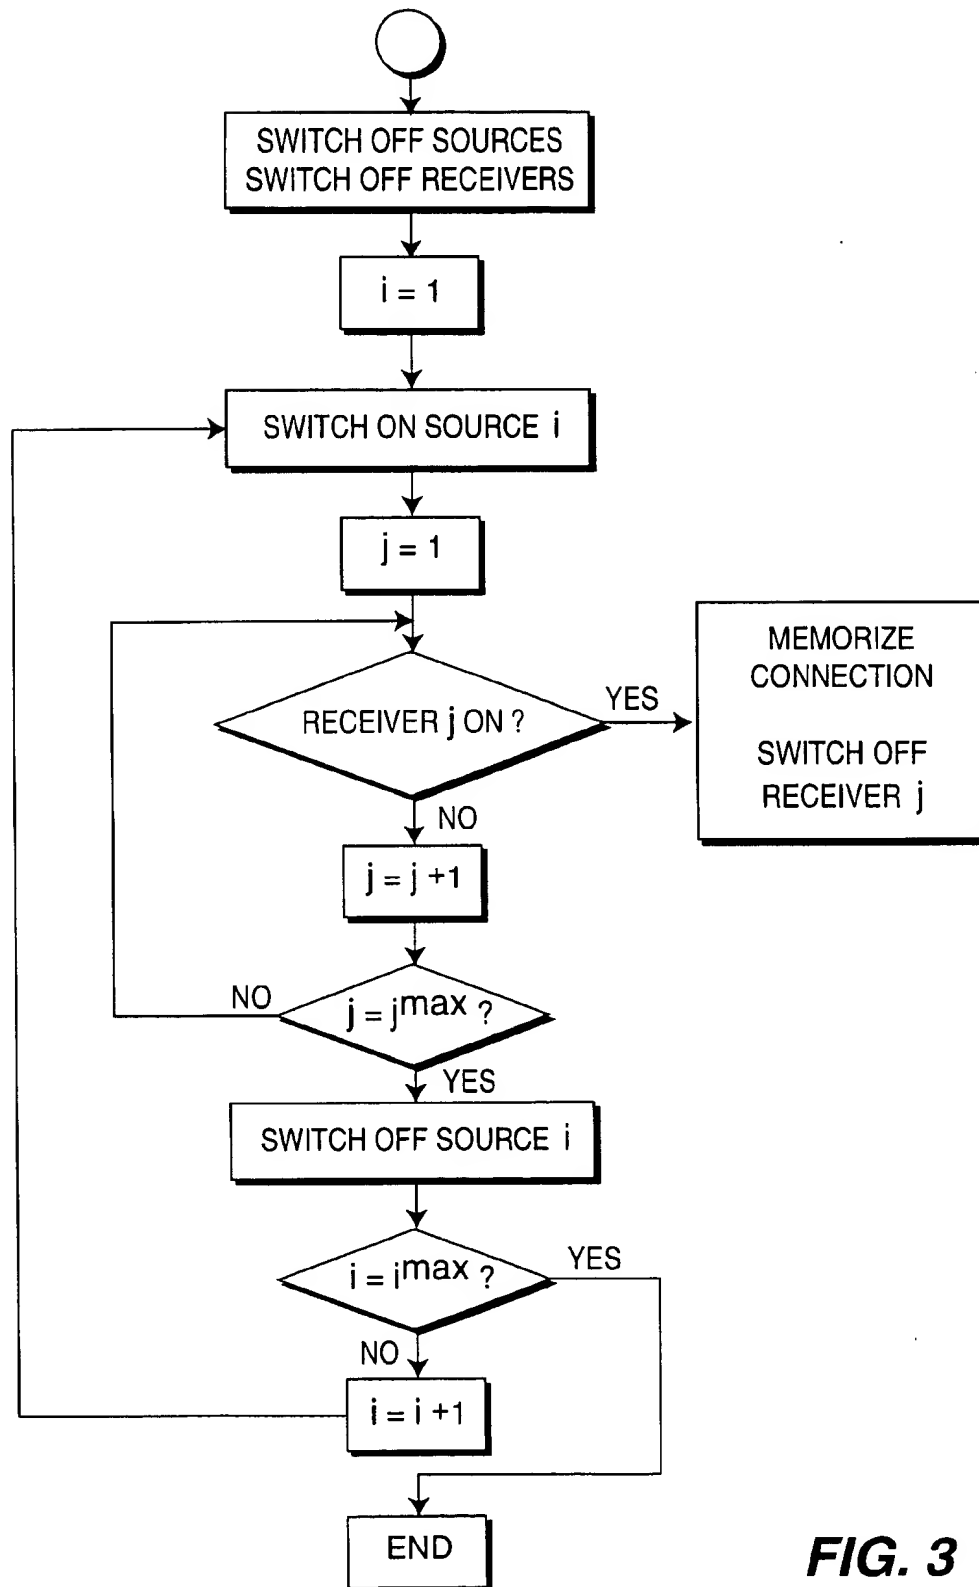 SWITCH OFF SOURCES
SWITCH OFF RECEIVERS
i = 1
SWITCH ON SOURCE i
j = 1
RECEIVER j ON ?
YES
MEMORIZE
CONNECTION
SWITCH OFF
RECEIVER j
NO
j = j +1
NO
j = jmax ?
YES
SWITCH OFF SOURCE i
i = imax ?
YES
NO
i = i +1
END
FIG. 3